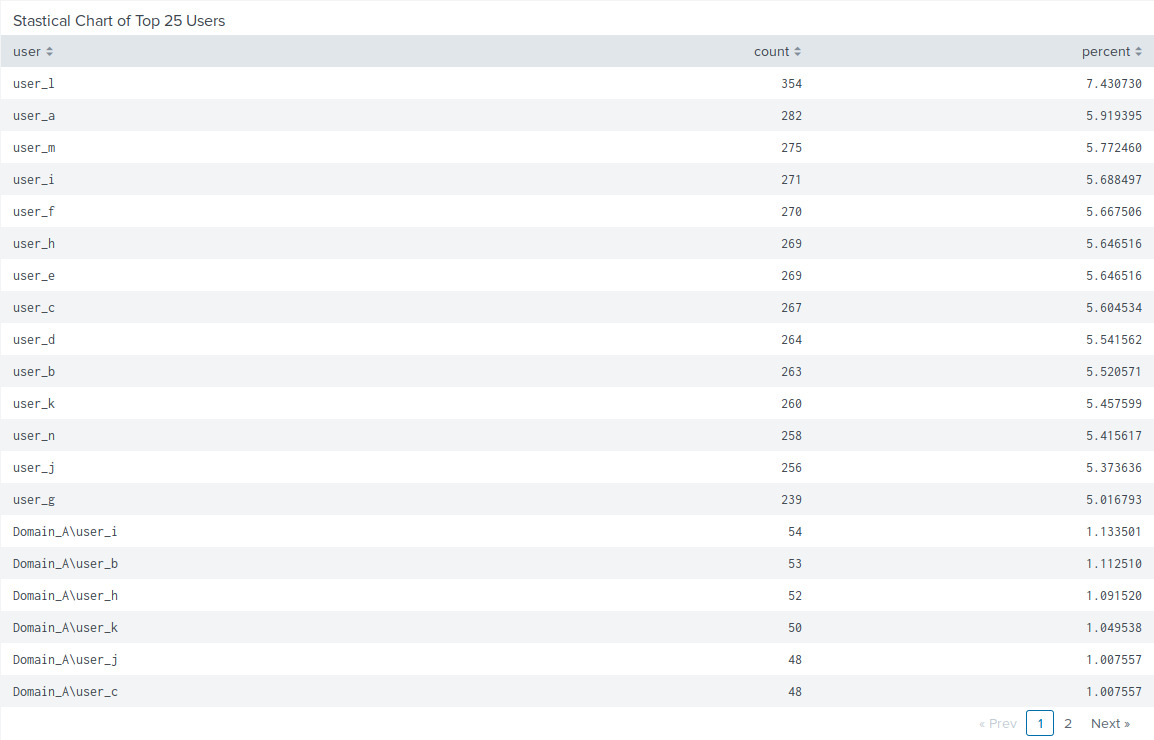 Stastical Chart of Top 25 Users
user count percent
user_l 354 7.430730
user_a 282 5.919395
user_m 275 5.772460
user_i 271 5.688497
user_f 270 5.667506
user_h 269 5.646516
user_e 269 5.646516
user_c 267 5.604534
user_d 264 5.541562
user_b 263 5.520571
user_k 260 5.457599
user_n 258 5.415617
user_j 256 5.373636
user_g 239 5.016793
Domain_A\user_i 54 1.133501
Domain_A\user_b 53 1.112510
Domain_A\user_h 52 1.091520
Domain_A\user_k 50 1.049538
Domain_A\user_j 48 1.007557
Domain_A\user_c 48 1.007557
« Prev 1 2 Next »